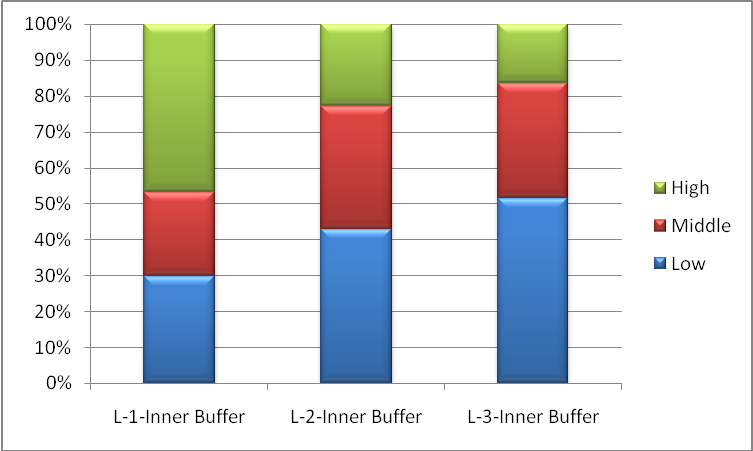 100%
90%
80%
70%
60%
50%
40%
30%
20%
10%
0%
L-1-Inner Buffer
L-2-Inner Buffer
L-3-Inner Buffer
High
Middle
Low